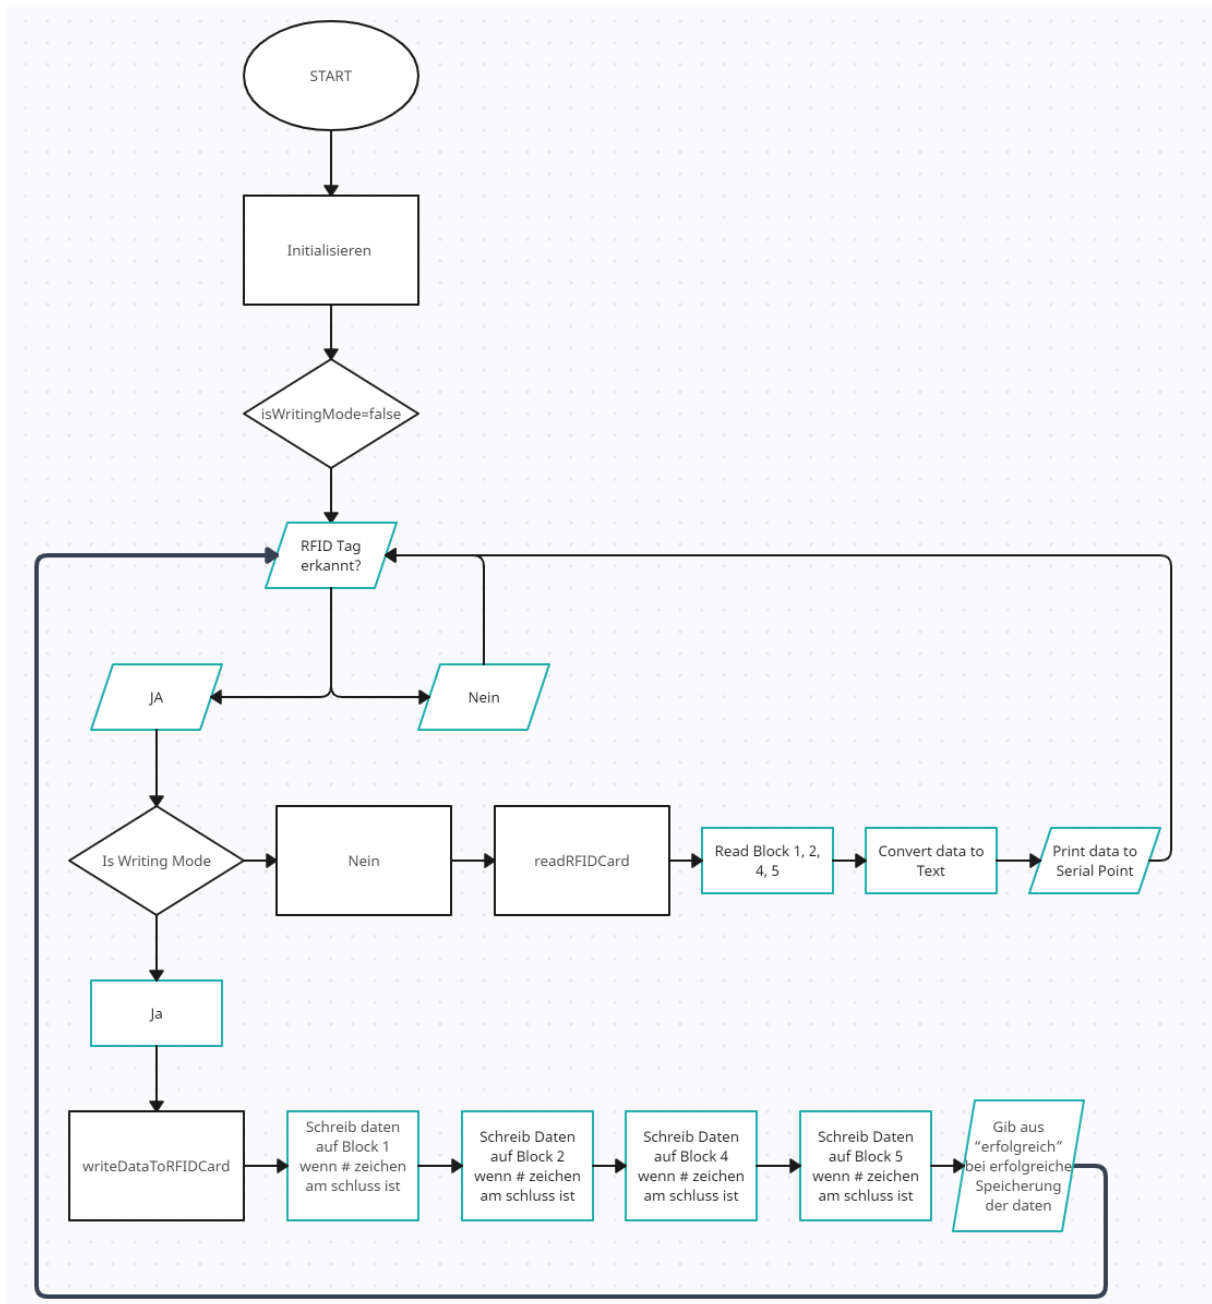 START
Initialisieren
isWritingMode=false
RFID Tag
erkannt?
JA
Nein
Is Writing Mode
Nein
readRFIDCard
Read Block 1, 2,
4, 5
Convert data to
Text
Print data to
Serial Point
Ja
writeDataToRFIDCard
Schreib daten
auf Block 1
wenn # zeichen
am schluss ist
Schreib Daten
auf Block 2
wenn # zeichen
am schluss ist
Schreib Daten
auf Block 4
wenn # zeichen
am schluss ist
Schreib Daten
auf Block 5
wenn # zeichen
am schluss ist
Gib aus
“erfolgreich”
bei erfolgreiche
Speicherung
der daten